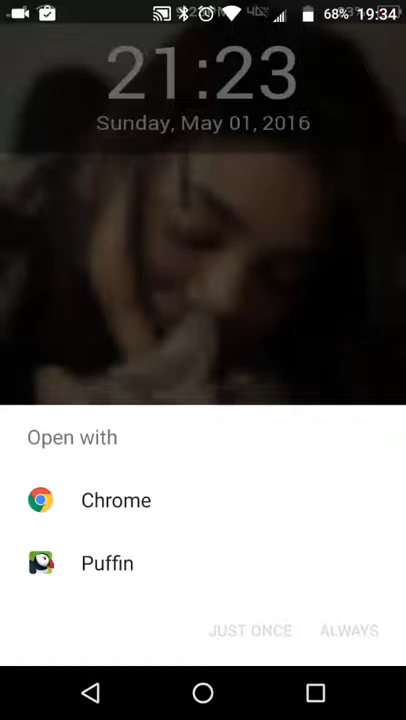 68% 19:34
21:23
Sunday, May 01, 2016
Open with
Chrome
Puffin
JUST ONCE ALWAYS